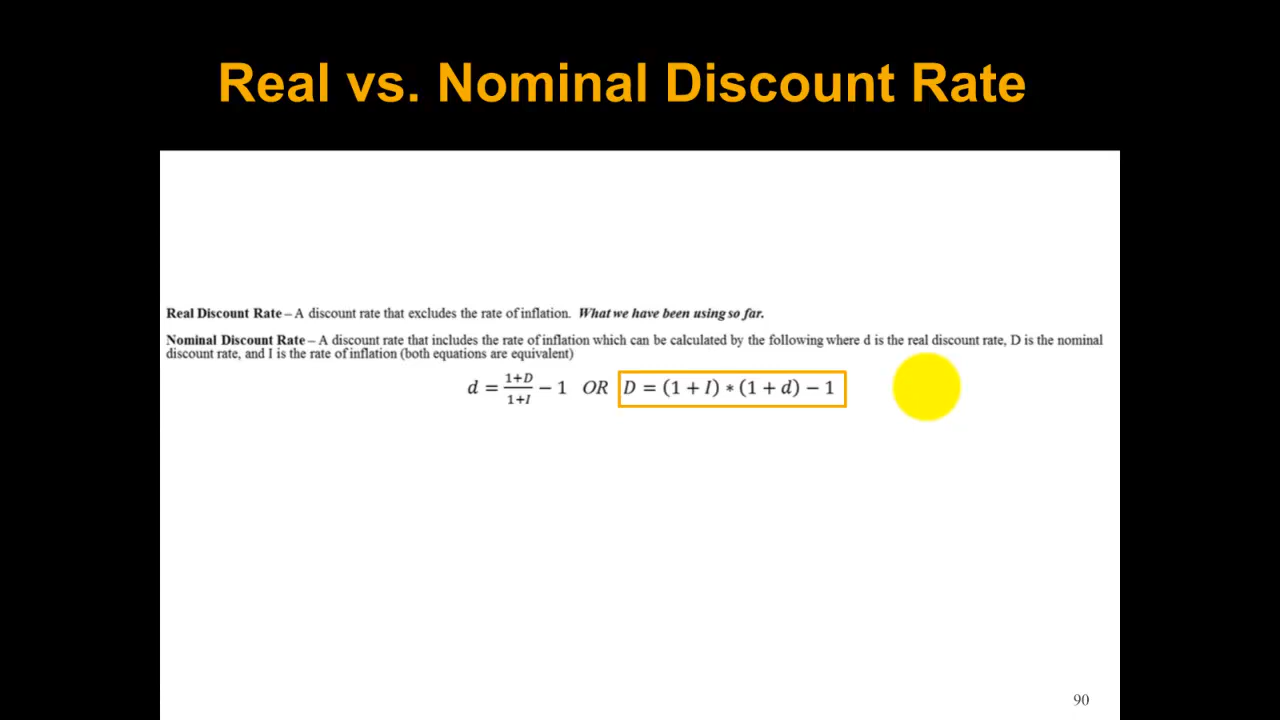 Real vs. Nominal Discount Rate
Real Discount Rate – A discount rate that excludes the rate of inflation. What we have been using so far.
Nominal Discount Rate – A discount rate that includes the rate of inflation which can be calculated by the following where d is the real discount rate, D is the nominal
discount rate, and I is the rate of inflation (both equations are equivalent)
d = (1+D)/(1+I) − 1 OR D = (1 + I) * (1 + d) − 1
90